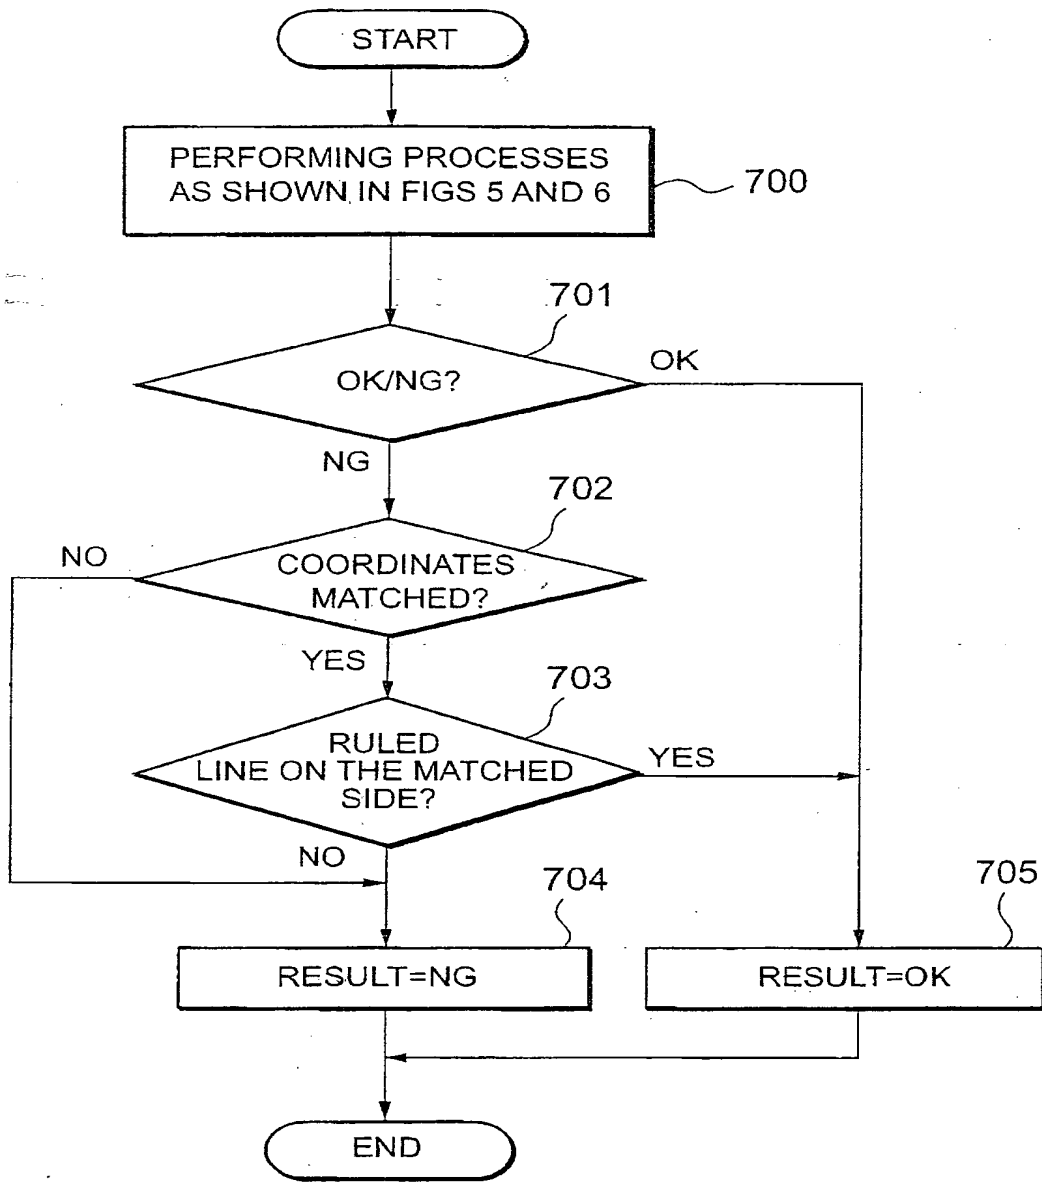 START
PERFORMING PROCESSES
AS SHOWN IN FIGS 5 AND 6
700
701
OK/NG?
OK
NG
702
NO
COORDINATES
MATCHED?
YES
703
RULED
LINE ON THE MATCHED
SIDE?
YES
NO
704
705
RESULT=NG
RESULT=OK
END